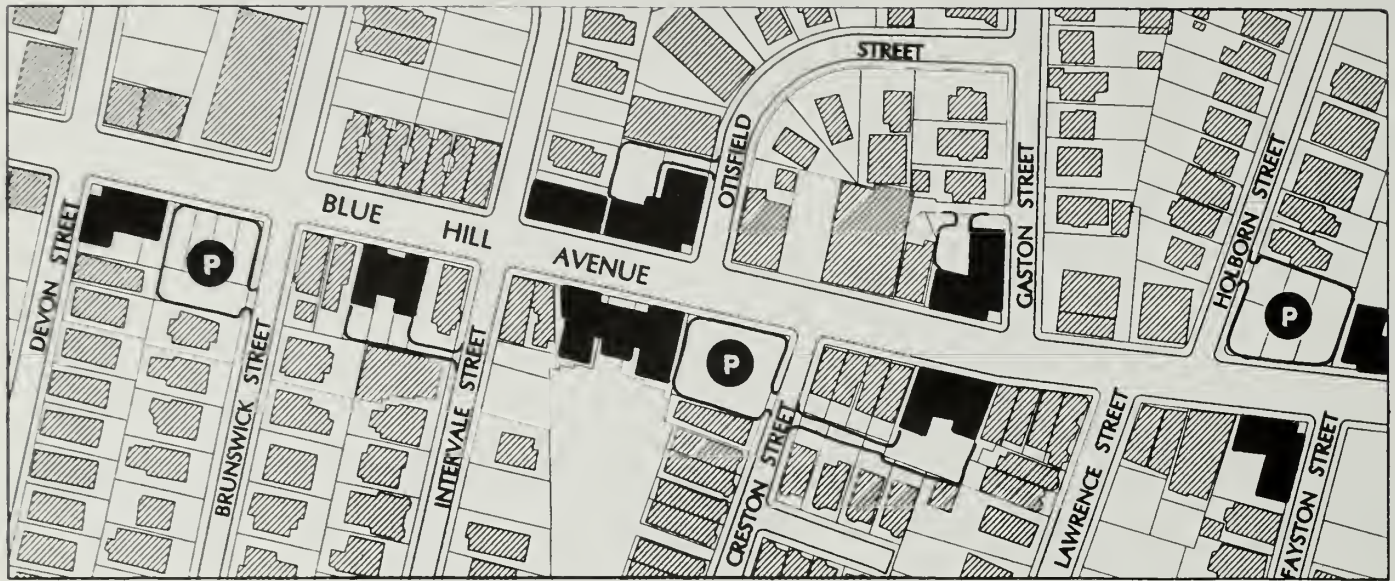 STREET
OTISFIELD
BLUE HILL AVENUE
DEVON STREET
P
BRUNSWICK STREET
INTERVALE STREET
P
CRESTON STREET
GASTON STREET
HOLBORN STREET
P
LAWRENCE STREET
FAYSTON STREET